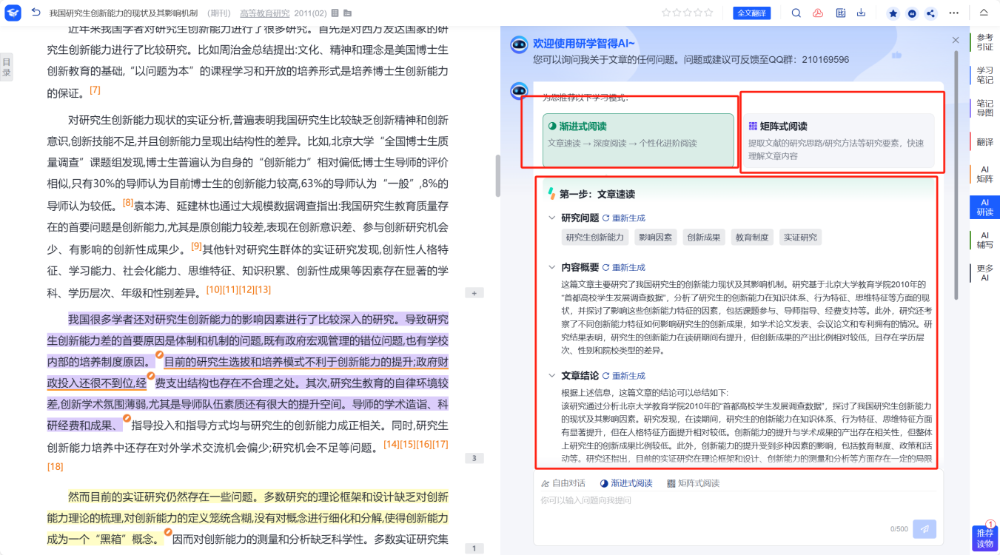 我国研究生创新能力的现状及其影响机制 (期刊) 高等教育研究 2011(02)
全文翻译
目录
近年来我国学者对研究生创新能力进行了很多研究。首先是对西方发达国家的研
究生创新能力进行了比较研究。比如周治金总结提出:文化、精神和理念是美国博士生
创新教育的基础,“以问题为本”的课程学习和开放的培养形式是培养博士生创新能力
的保证。[7]
对研究生创新能力现状的实证分析,普遍表明我国研究生比较缺乏创新精神和创新
意识,创新技能不足,并且创新能力呈现出结构性的差异。比如,北京大学“全国博士生质
量调查”课题组发现,博士生普遍认为自身的“创新能力”相对偏低;博士生导师的评价
相似,只有30%的导师认为目前博士生的创新能力较高,63%的导师认为“一般”,8%的
导师认为较低。[8]袁本涛、延建林也通过大规模数据调查指出:我国研究生教育质量存
在的首要问题是创新能力,尤其是原创能力较差,表现在创新意识差、参与创新研究机会
少、有影响的创新性成果少。[9]其他针对研究生群体的实证研究发现,创新性人格特
征、学习能力、社会化能力、思维特征、知识积累、创新性成果等因素存在显著的学
科、学历层次、年级和性别差异。[10][11][12][13]
+
我国很多学者还对研究生创新能力的影响因素进行了比较深入的研究。导致研究
生创新能力差的首要原因是体制和机制的问题,既有政府宏观管理的错位问题,也有学校
内部的培养制度原因。目前的研究生选拔和培养模式不利于创新能力的提升;政府财
政投入还很不到位,经费支出结构也存在不合理之处。其次,研究生教育的自律环境较
差,创新学术氛围薄弱,尤其是导师队伍素质还有很大的提升空间。导师的学术造诣、科
研经费和成果、指导投入和指导方式均与研究生的创新能力成正相关。同时,研究生
创新能力培养中还存在对外学术交流机会偏少;研究机会不足等问题。[14][15][16][17]
[18]
3
然而目前的实证研究仍然存在一些问题。多数研究的理论框架和设计缺乏对创新
能力理论的梳理,对创新能力的定义笼统含糊,没有对概念进行细化和分解,使得创新能力
成为一个“黑箱”概念。因而对创新能力的测量和分析缺乏科学性。多数实证研究集
1
欢迎使用研学智得AI~
您可以询问我关于文章的任何问题。问题或建议可反馈至QQ群：210169596
为您推荐以下学习模式：
渐进式阅读
文章速读 → 深度阅读 → 个性化进阶阅读
矩阵式阅读
提取文献的研究思路/研究方法等研究要素，快速
理解文章内容
第一步：文章速读
研究问题 重新生成
研究生创新能力 影响因素 创新成果 教育制度 实证研究
内容概要 重新生成
这篇文章主要研究了我国研究生的创新能力现状及其影响机制。研究基于北京大学教育学院2010年的
“首都高校学生发展调查数据”，分析了研究生的创新能力在知识体系、行为特征、思维特征等方面的现
状，并探讨了影响这些创新能力特征的因素，包括课题参与、导师指导、经费支持等。此外，研究还考
察了不同创新能力特征如何影响研究生的创新成果，如学术论文发表、会议论文和专利拥有的情况。研
究结果表明，研究生的创新能力在读研期间有提升，但创新成果的产出比例相对较低，且存在学历层
次、性别和院校类型的差异。
文章结论 重新生成
根据上述信息，这篇文章的结论可以总结如下:
该研究通过分析北京大学教育学院2010年的“首都高校学生发展调查数据”，探讨了我国研究生创新能力
的现状及其影响机制。研究发现，在读期间，研究生的创新能力在知识体系、行为特征、思维特征方面
有显著提升，但在人格特征方面提升相对较低。创新能力的提升与学术成果的产出存在相关性，但整体
上研究生的创新成果比例较低。此外，创新能力的提升受到多种因素的影响，包括教育制度、政策和活
动等。研究还指出，目前的实证研究在理论框架和设计、创新能力的测量和分析等方面存在一定的局限
自由对话 渐进式阅读 矩阵式阅读
你可以输入问题向我提问
0/500
参考
引证
学习
笔记
笔记
导图
翻译
AI
矩阵
AI
研读
AI
辅写
更多
AI
1
推荐
读物